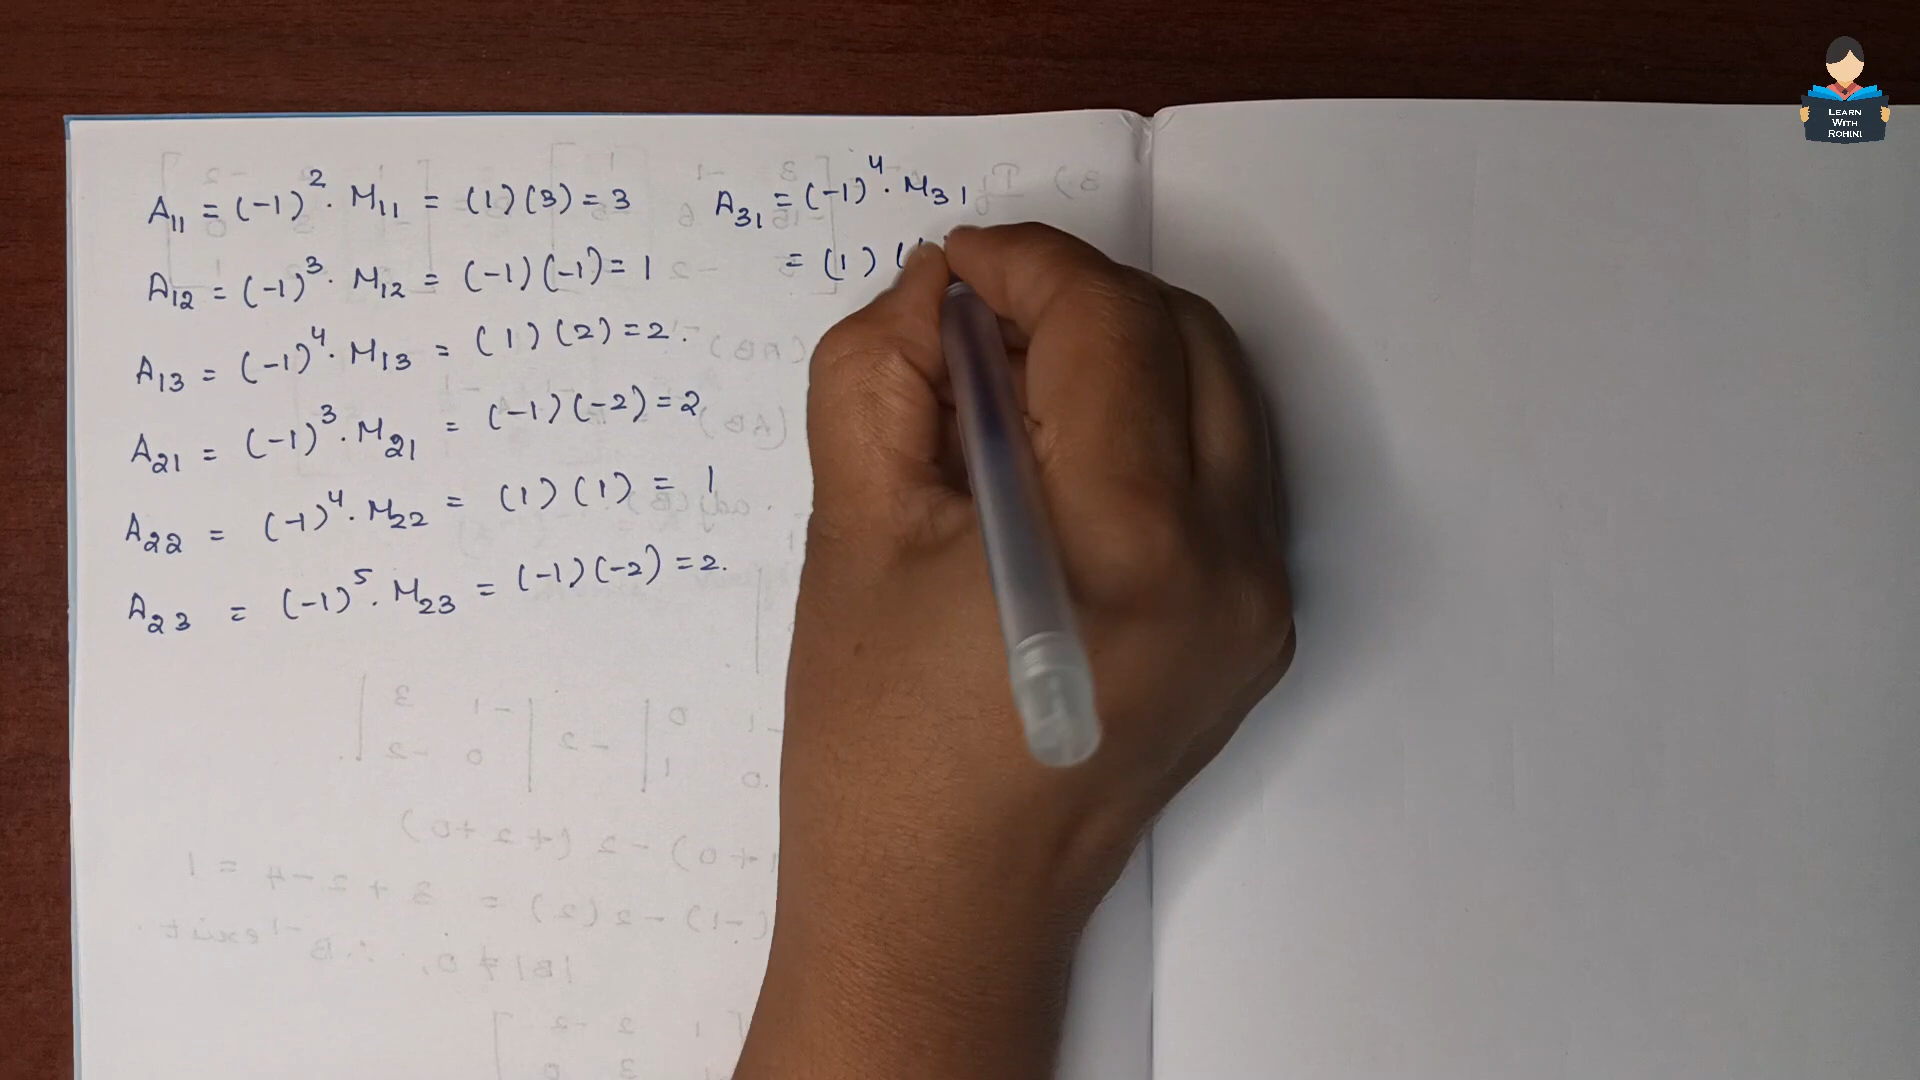 A₁₁ = (-1)² · M₁₁ = (1)(3) = 3
A₁₂ = (-1)³ · M₁₂ = (-1)(-1) = 1
A₁₃ = (-1)⁴ · M₁₃ = (1)(2) = 2.
A₂₁ = (-1)³ · M₂₁ = (-1)(-2) = 2
A₂₂ = (-1)⁴ · M₂₂ = (1)(1) = 1
A₂₃ = (-1)⁵ · M₂₃ = (-1)(-2) = 2.
A₃₁ = (-1)⁴ · M₃₁
= (1) (
LEARN
WITH
ROHINI